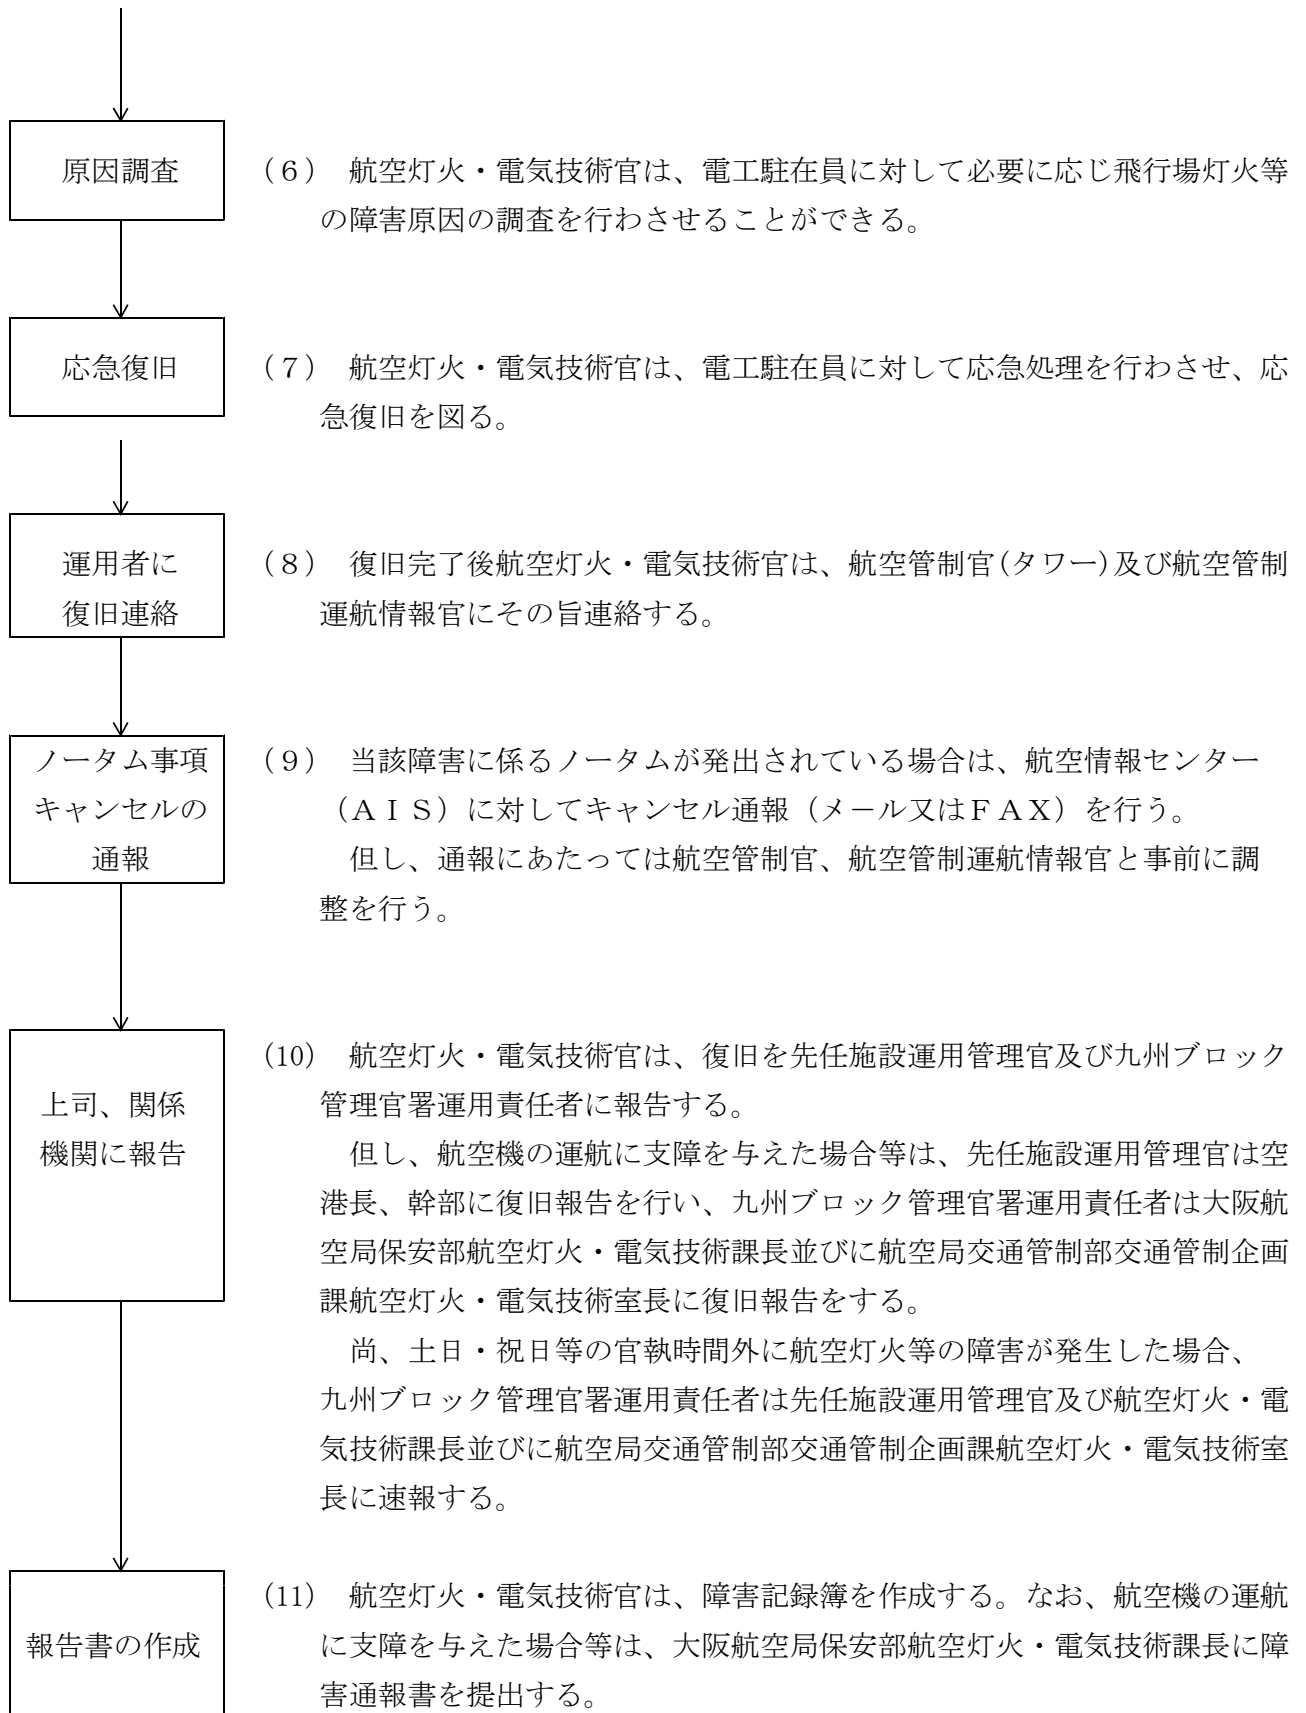 原因調査
（６） 航空灯火・電気技術官は、電工駐在員に対して必要に応じ飛行場灯火等
の障害原因の調査を行わさせることができる。
応急復旧
（７） 航空灯火・電気技術官は、電工駐在員に対して応急処理を行わさせ、応
急復旧を図る。
運用者に
復旧連絡
（８） 復旧完了後航空灯火・電気技術官は、航空管制官(タワー)及び航空管制
運航情報官にその旨連絡する。
ノータム事項
キャンセルの
通報
（９） 当該障害に係るノータムが発出されている場合は、航空情報センター
（ＡＩＳ）に対してキャンセル通報（メール又はＦＡＸ）を行う。
但し、通報にあたっては航空管制官、航空管制運航情報官と事前に調
整を行う。
上司、関係
機関に報告
(10) 航空灯火・電気技術官は、復旧を先任施設運用管理官及び九州ブロック
管理官署運用責任者に報告する。
但し、航空機の運航に支障を与えた場合等は、先任施設運用管理官は空
港長、幹部に復旧報告を行い、九州ブロック管理官署運用責任者は大阪航
空局保安部航空灯火・電気技術課長並びに航空局交通管制部交通管制企画
課航空灯火・電気技術室長に復旧報告をする。
尚、土日・祝日等の官執時間外に航空灯火等の障害が発生した場合、
九州ブロック管理官署運用責任者は先任施設運用管理官及び航空灯火・電
気技術課長並びに航空局交通管制部交通管制企画課航空灯火・電気技術室
長に速報する。
報告書の作成
(11) 航空灯火・電気技術官は、障害記録簿を作成する。なお、航空機の運航
に支障を与えた場合等は、大阪航空局保安部航空灯火・電気技術課長に障
害通報書を提出する。